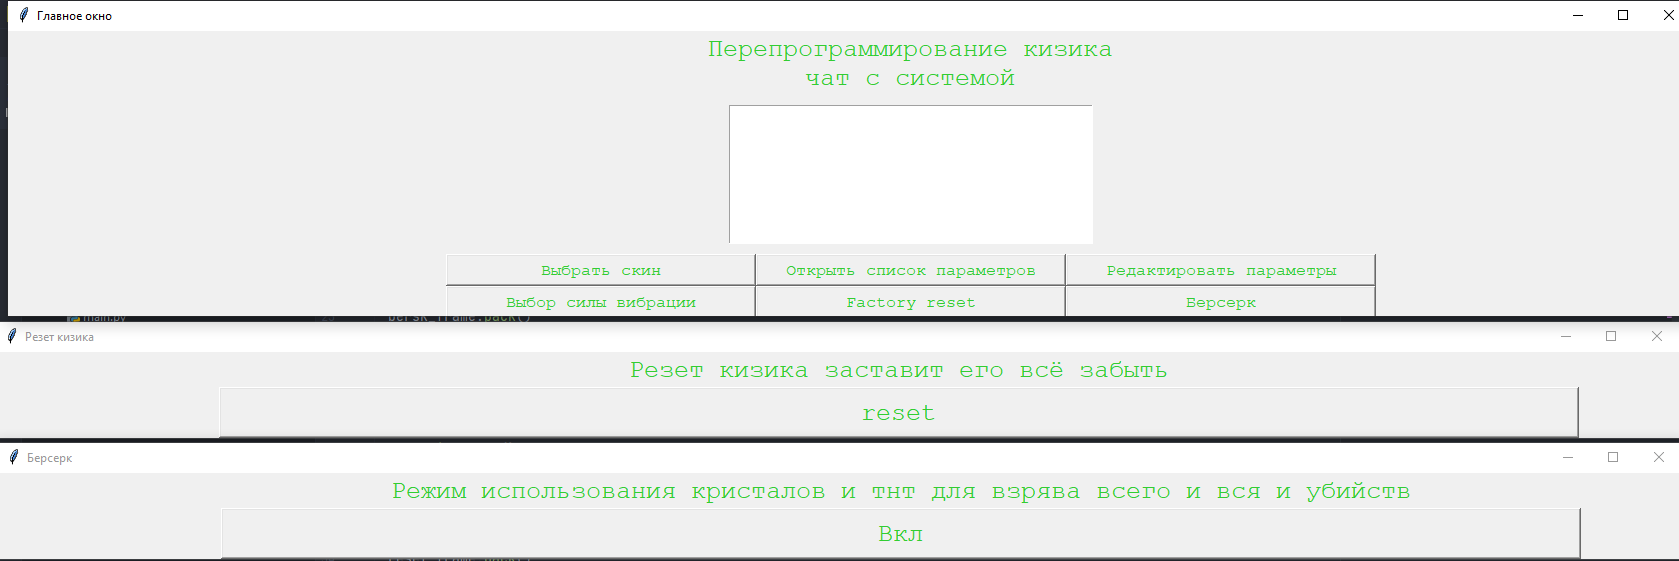 Главное окно
Перепрограммирование кизика
чат с системой
Выбрать скин Открыть список параметров Редактировать параметры
Выбор силы вибрации Factory reset Берсерк
main.py
Резет кизика
Резет кизика заставит его всё забыть
reset
Берсерк
Режим использования кристалов и тнт для взрява всего и вся и убийств
Вкл